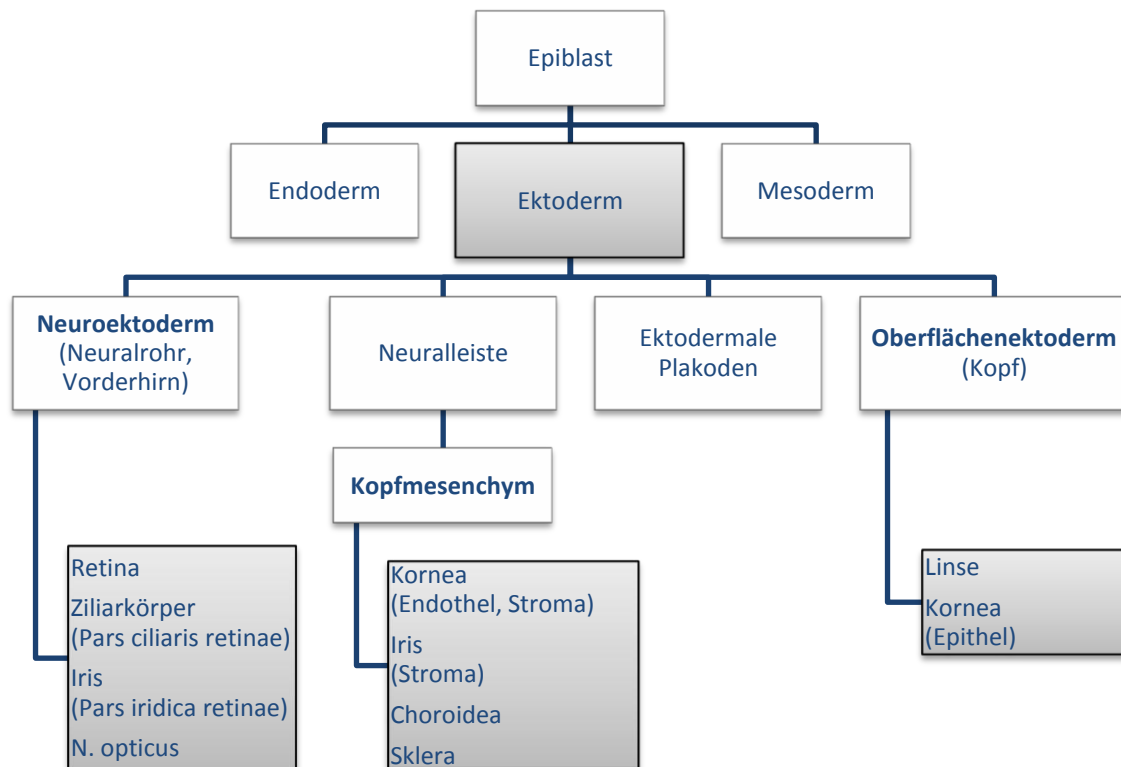 Epiblast
Endoderm
Ektoderm
Mesoderm
Neuroektoderm
(Neuralrohr,
Vorderhirn)
Neuralleiste
Ektodermale
Plakoden
Oberflächenektoderm
(Kopf)
Kopfmesenchym
Retina
Ziliarkörper
(Pars ciliaris retinae)
Iris
(Pars iridica retinae)
N. opticus
Kornea
(Endothel, Stroma)
Iris
(Stroma)
Choroidea
Sklera
Linse
Kornea
(Epithel)